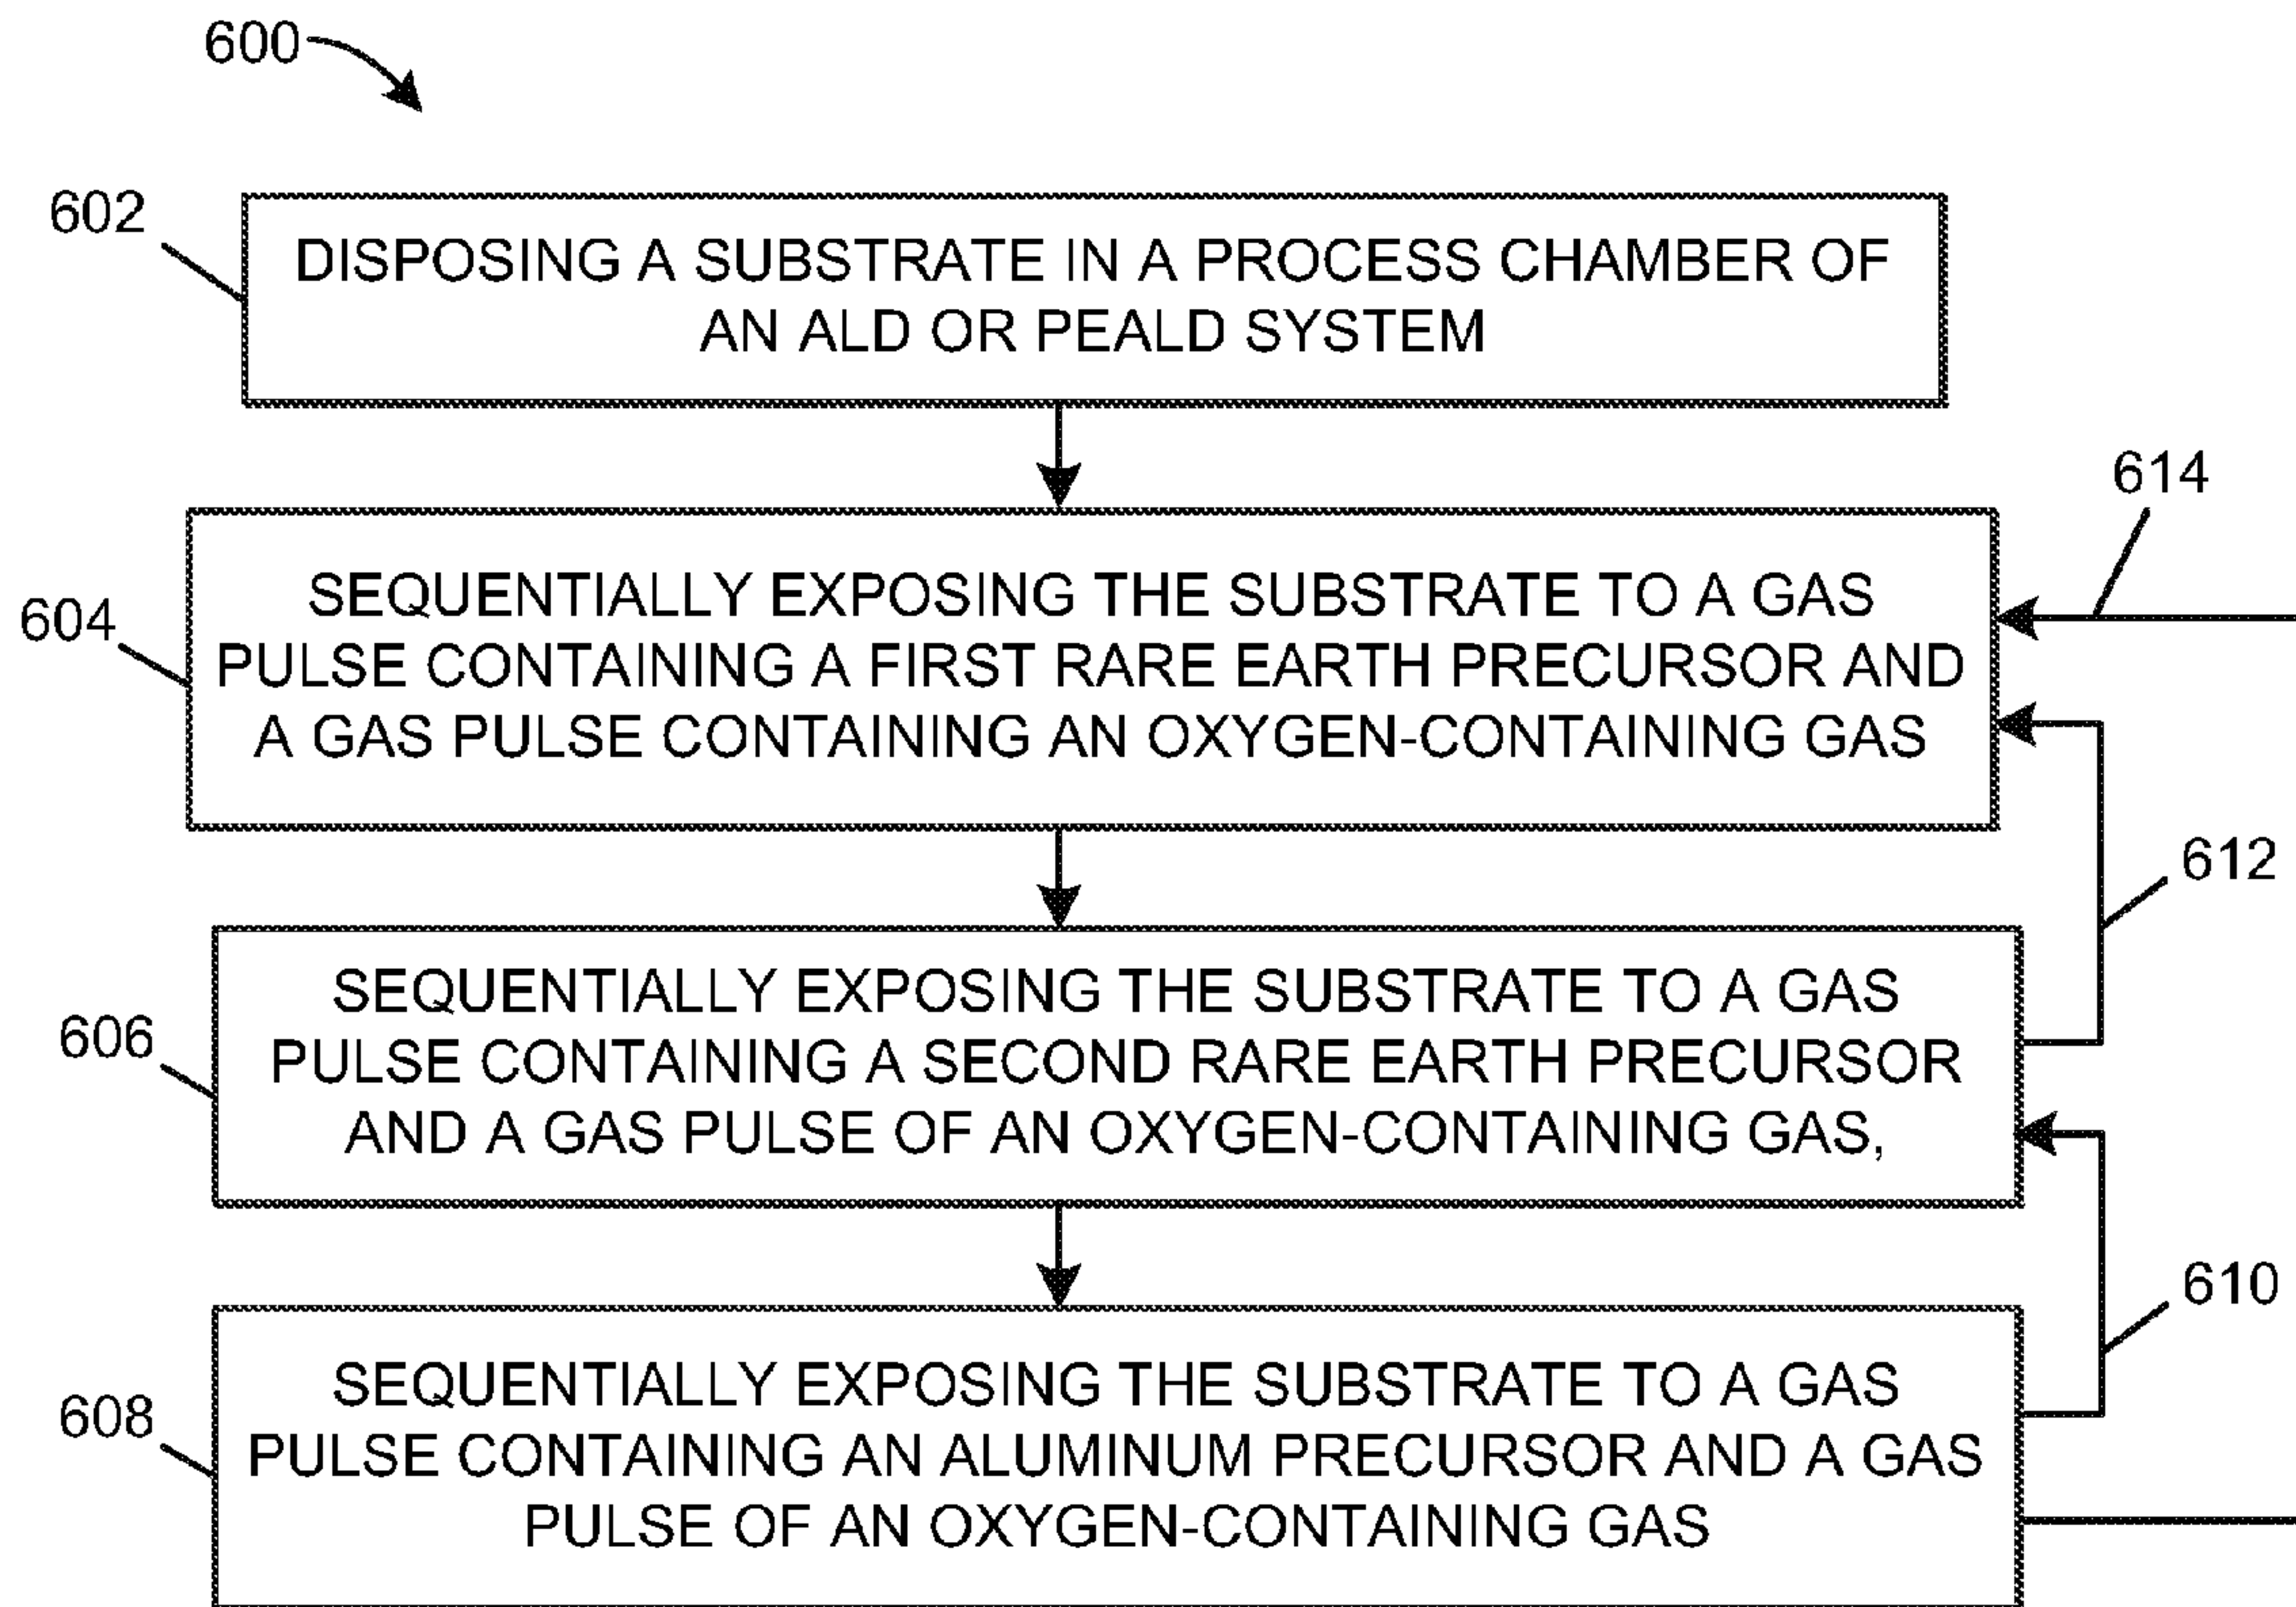 600
602
DISPOSING A SUBSTRATE IN A PROCESS CHAMBER OF
AN ALD OR PEALD SYSTEM
614
604
SEQUENTIALLY EXPOSING THE SUBSTRATE TO A GAS
PULSE CONTAINING A FIRST RARE EARTH PRECURSOR AND
A GAS PULSE CONTAINING AN OXYGEN-CONTAINING GAS
612
606
SEQUENTIALLY EXPOSING THE SUBSTRATE TO A GAS
PULSE CONTAINING A SECOND RARE EARTH PRECURSOR
AND A GAS PULSE OF AN OXYGEN-CONTAINING GAS,
610
608
SEQUENTIALLY EXPOSING THE SUBSTRATE TO A GAS
PULSE CONTAINING AN ALUMINUM PRECURSOR AND A GAS
PULSE OF AN OXYGEN-CONTAINING GAS